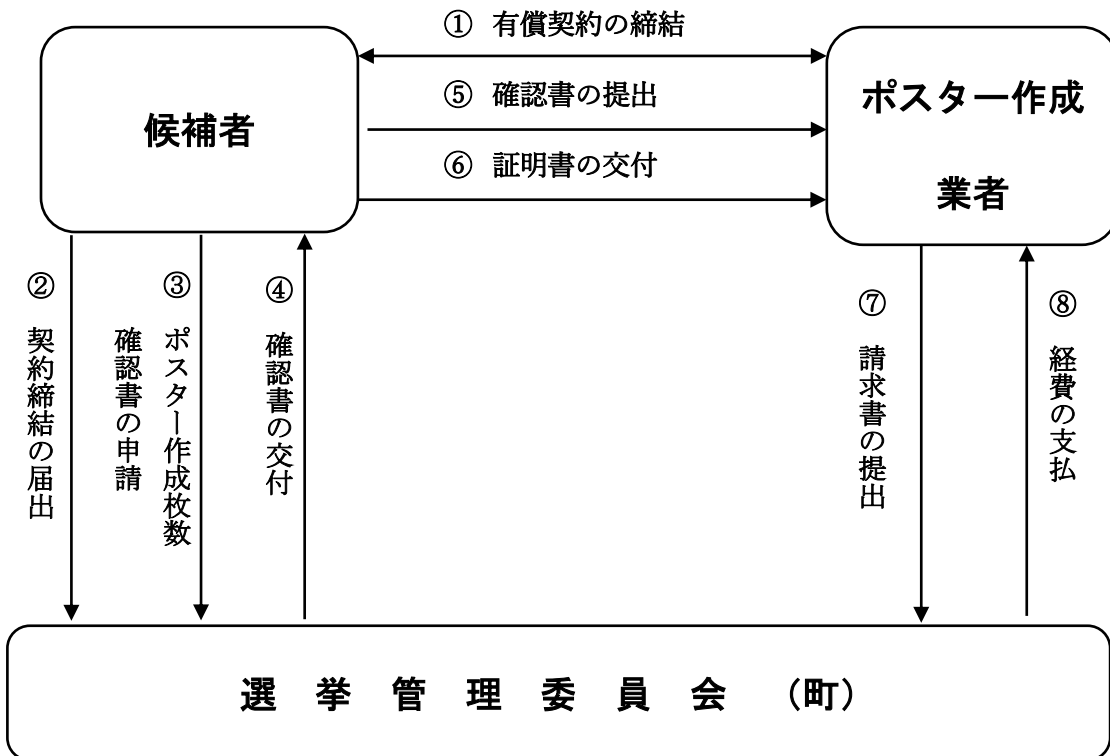 ① 有償契約の締結
候補者
⑤ 確認書の提出
⑥ 証明書の交付
ポスター作成
業者
② 契約締結の届出
③ ポスター作成枚数
確認書の申請
④ 確認書の交付
⑦ 請求書の提出
⑧ 経費の支払
選挙管理委員会 (町)